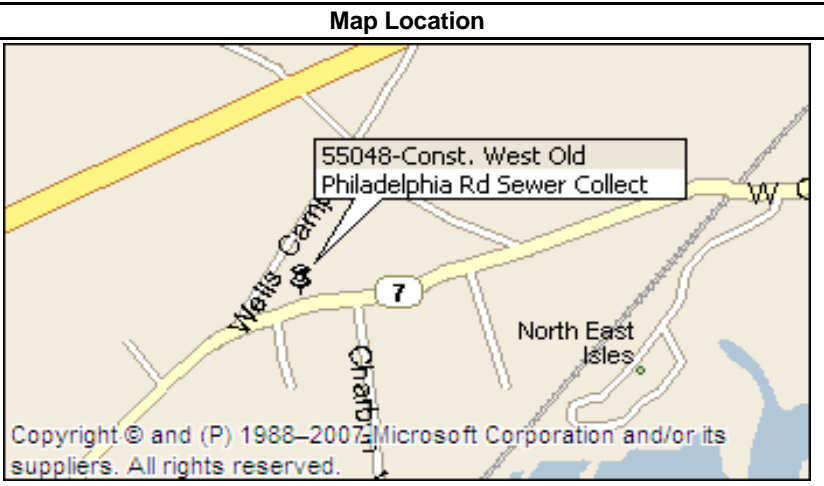 Map Location
55048-Const. West Old
Philadelphia Rd Sewer Collect
Wells Camp
W
7
North East
Isles
Copyright © and (P) 1988–2007 Microsoft Corporation and/or its
suppliers. All rights reserved.